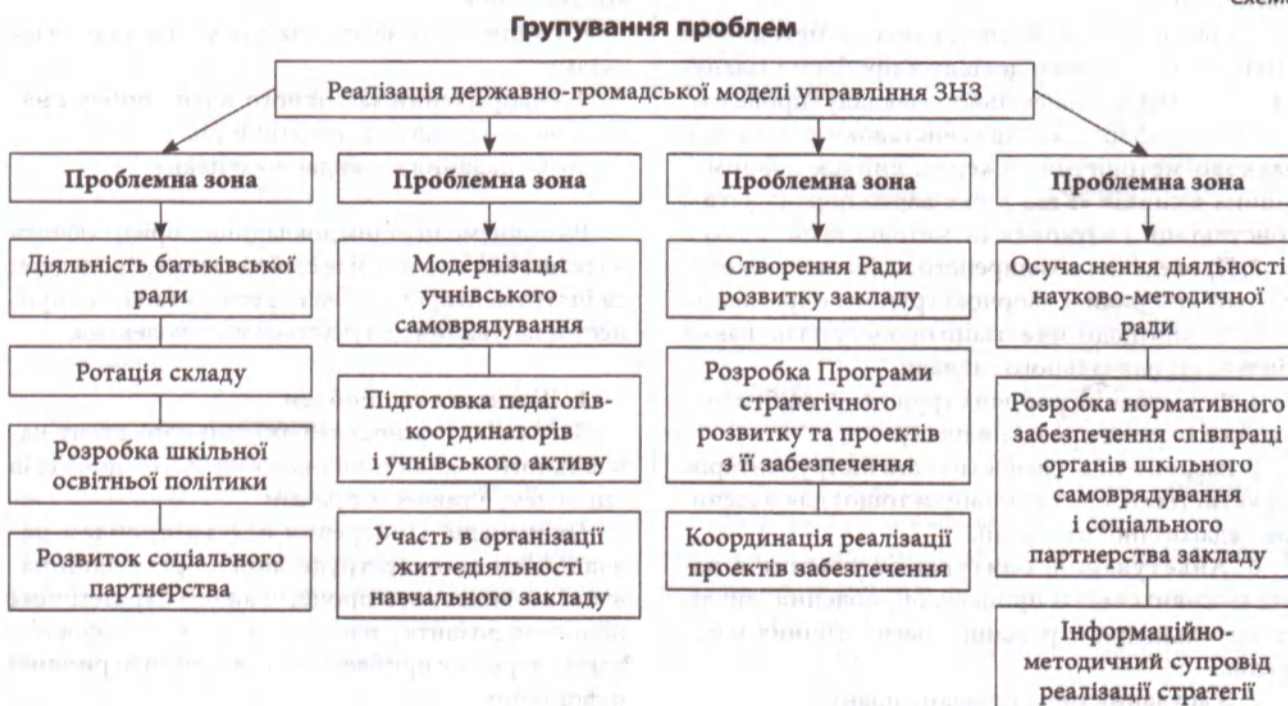 Групування проблем
Реалізація державно-громадської моделі управління ЗНЗ
Проблемна зона
Діяльність батьківської
ради
Ротація складу
Розробка шкільної
освітньої політики
Розвиток соціального
партнерства
Проблемна зона
Модернізація
учнівського
самоврядування
Підготовка педагогів-
координаторів
і учнівського активу
Участь в організації
життєдіяльності
навчального закладу
Проблемна зона
Створення Ради
розвитку закладу
Розробка Програми
стратегічного
розвитку та проектів
з її забезпечення
Координація реалізації
проектів забезпечення
Проблемна зона
Осучаснення діяльності
науково-методичної
ради
Розробка нормативного
забезпечення співпраці
органів шкільного
самоврядування
і соціального
партнерства закладу
Інформаційно-
методичний супровід
реалізації стратегії